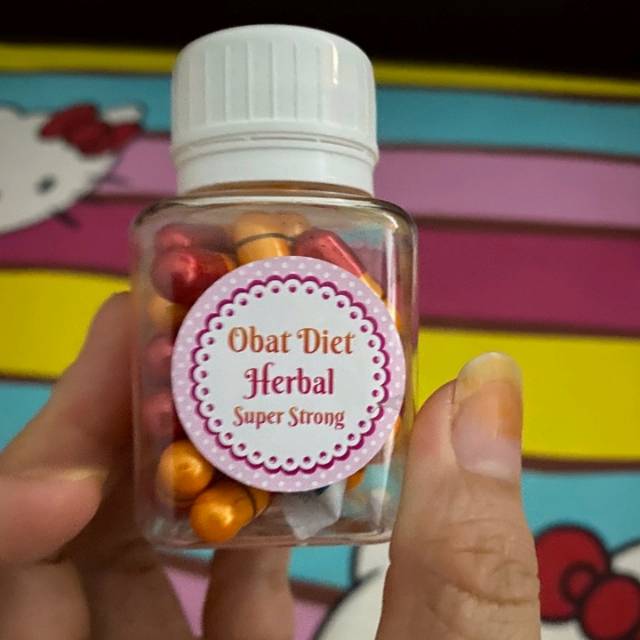 Obat Diet
Herbal
Super Strong